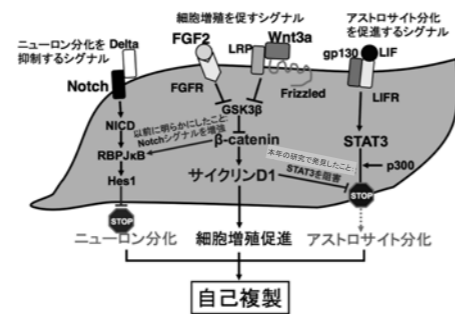 ニューロン分化を
抑制するシグナル
Delta
Notch
細胞増殖を促すシグナル
FGF2
FGFR
LRP
Wnt3a
Frizzled
アストロサイト分化
を促進するシグナル
gp130
LIF
LIFR
GSK3β
NICD
以前に明らかにしたこと:
Notchシグナルを増強
β-catenin
RBPJκB
Hes1
サイクリンD1
本年の研究で発見したこと:
STAT3を阻害
STAT3
p300
STOP
STOP
ニューロン分化
細胞増殖促進
アストロサイト分化
自己複製